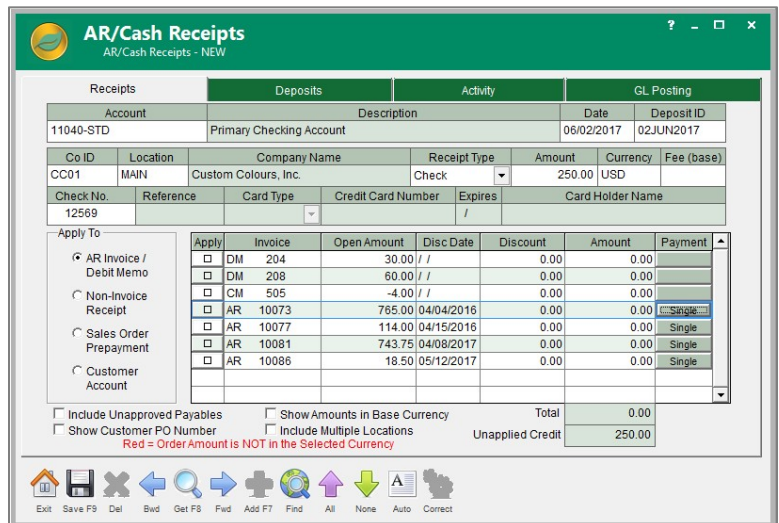 AR/Cash Receipts
AR/Cash Receipts - NEW
? _ □ x
Receipts Deposits Activity GL Posting
Account Description Date Deposit ID
11040-STD Primary Checking Account 06/02/2017 02JUN2017
Co ID Location Company Name Receipt Type Amount Currency Fee (base)
CC01 MAIN Custom Colours, Inc. Check 250.00 USD
Check No. Reference Card Type Credit Card Number Expires Card Holder Name
12569 /
Apply To
AR Invoice /
Debit Memo
Non-Invoice
Receipt
Sales Order
Prepayment
Customer
Account
Apply Invoice Open Amount Disc Date Discount Amount Payment
DM 204 30.00 / / 0.00 0.00
DM 208 60.00 / / 0.00 0.00
CM 505 -4.00 / / 0.00 0.00
AR 10073 765.00 04/04/2016 0.00 0.00 Single
AR 10077 114.00 04/15/2016 0.00 0.00 Single
AR 10081 743.75 04/08/2017 0.00 0.00 Single
AR 10086 18.50 05/12/2017 0.00 0.00 Single
Include Unapproved Payables Show Amounts in Base Currency Total 0.00
Show Customer PO Number Include Multiple Locations Unapplied Credit 250.00
Red = Order Amount is NOT in the Selected Currency
A
Exit Save F9 Del Bwd Get F8 Fwd Add F7 Find All None Auto Correct